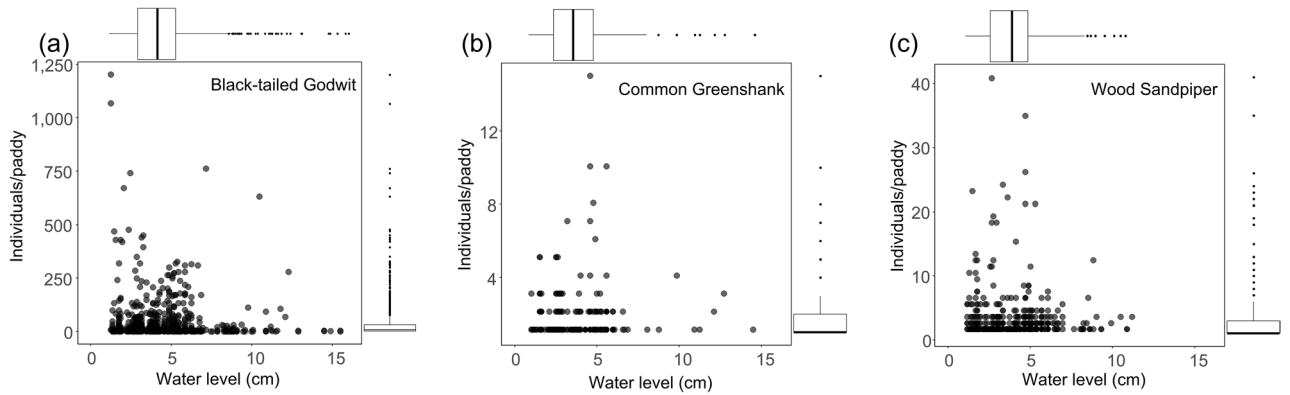 (a)
Black-tailed Godwit
Individuals/paddy
1,250
1,000
750
500
250
0
0 5 10 15
Water level (cm)
(b)
Common Greenshank
Individuals/paddy
12
8
4
0 5 10 15
Water level (cm)
(c)
Wood Sandpiper
Individuals/paddy
40
30
20
10
0
0 5 10 15
Water level (cm)